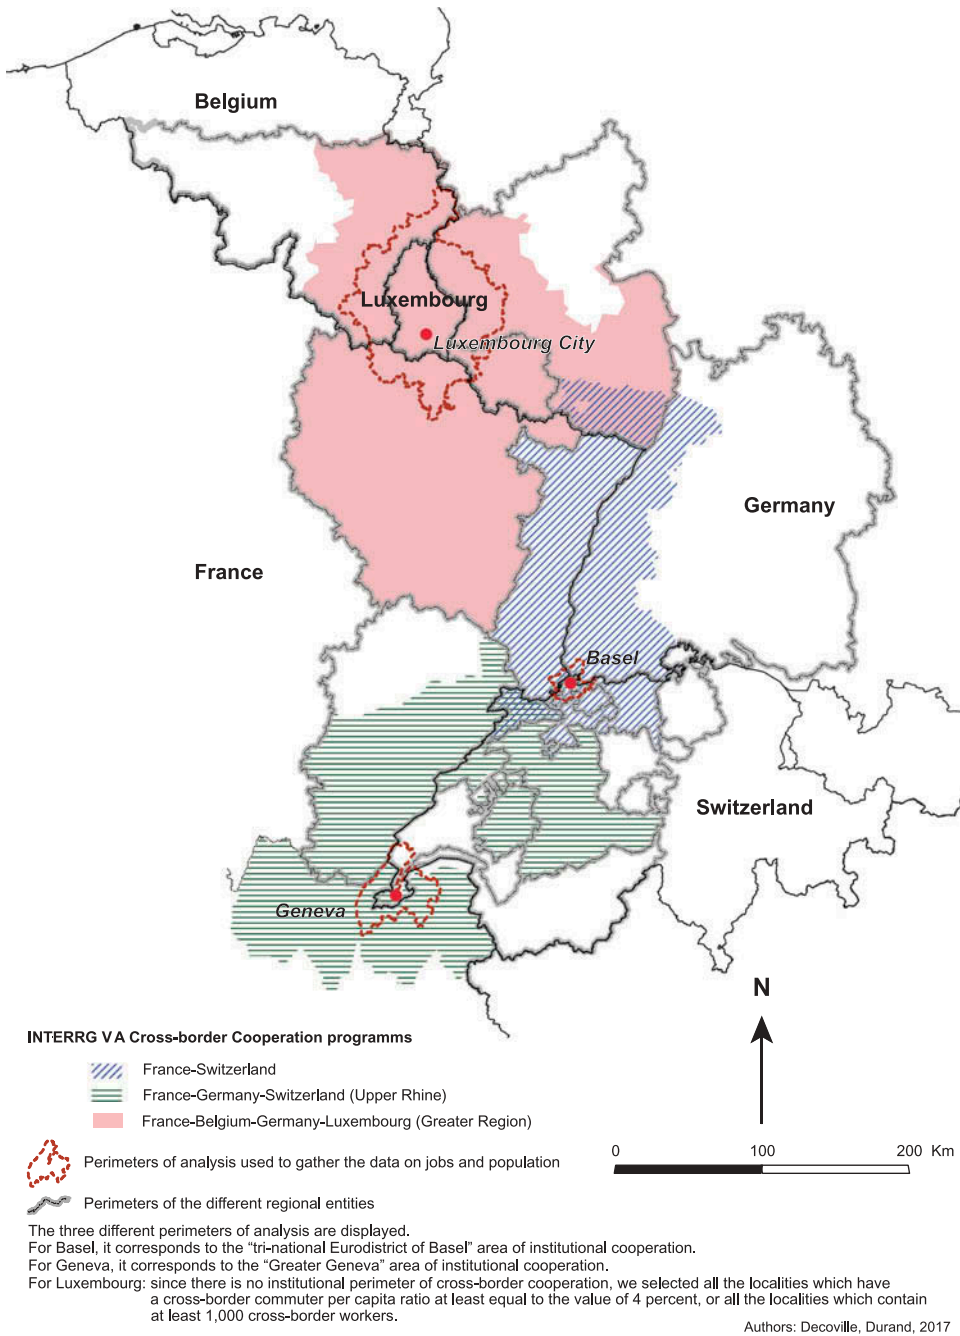 Belgium
Luxembourg
Luxembourg City
Germany
France
Basel
Switzerland
Geneva
N
INTERRG V A Cross-border Cooperation programms
France-Switzerland
France-Germany-Switzerland (Upper Rhine)
France-Belgium-Germany-Luxembourg (Greater Region)
0 100 200 Km
Perimeters of analysis used to gather the data on jobs and population
Perimeters of the different regional entities
The three different perimeters of analysis are displayed.
For Basel, it corresponds to the “tri-national Eurodistrict of Basel” area of institutional cooperation.
For Geneva, it corresponds to the “Greater Geneva” area of institutional cooperation.
For Luxembourg: since there is no institutional perimeter of cross-border cooperation, we selected all the localities which have
a cross-border commuter per capita ratio at least equal to the value of 4 percent, or all the localities which contain
at least 1,000 cross-border workers.
Authors: Decoville, Durand, 2017